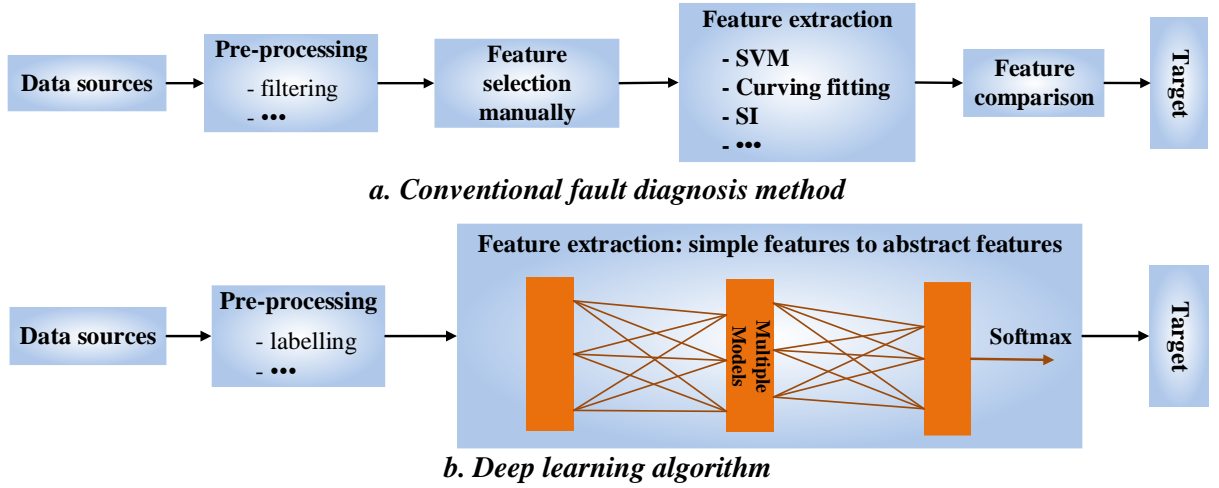 Data sources
Pre-processing
- filtering
- •••
Feature
selection
manually
Feature extraction
- SVM
- Curving fitting
- SI
- •••
Feature
comparison
Target
a. Conventional fault diagnosis method
Data sources
Pre-processing
- labelling
- •••
Feature extraction: simple features to abstract features
Multiple
Models
Softmax
Target
b. Deep learning algorithm